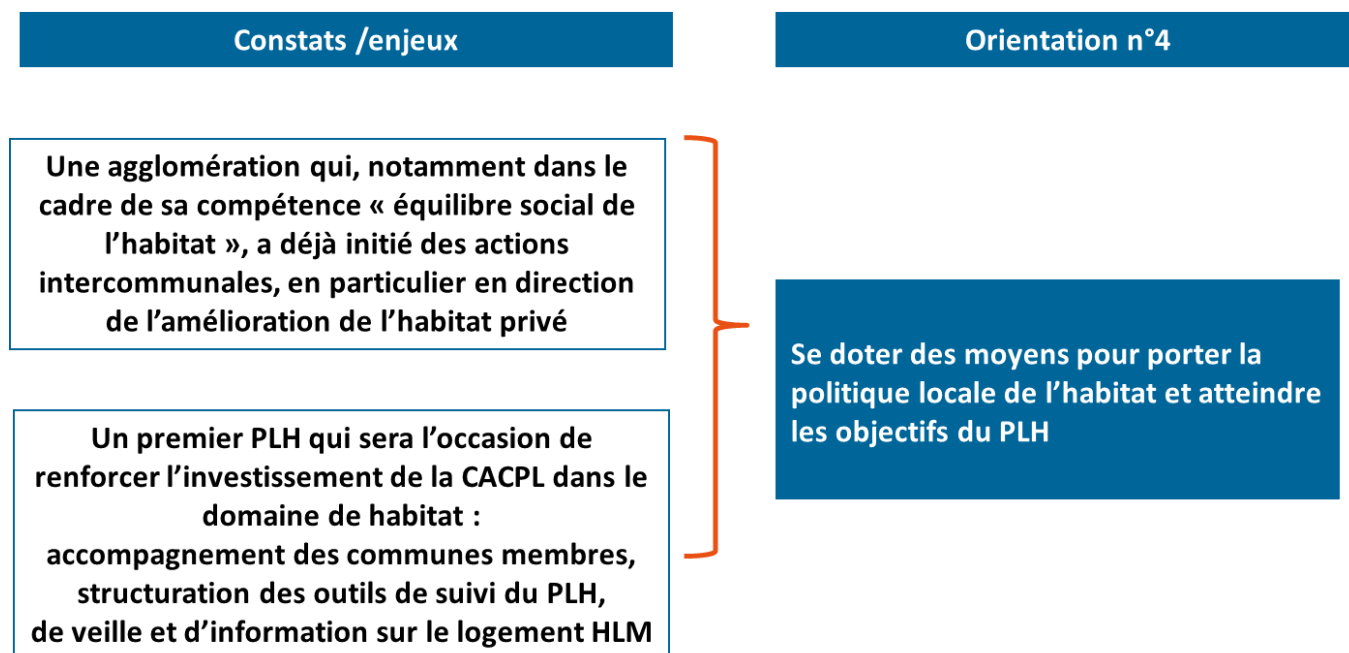 Constats /enjeux
Orientation n°4
Une agglomération qui, notamment dans le
cadre de sa compétence « équilibre social de
l’habitat », a déjà initié des actions
intercommunales, en particulier en direction
de l’amélioration de l’habitat privé
Un premier PLH qui sera l’occasion de
renforcer l’investissement de la CACPL dans le
domaine de habitat :
accompagnement des communes membres,
structuration des outils de suivi du PLH,
de veille et d’information sur le logement HLM
Se doter des moyens pour porter la
politique locale de l’habitat et atteindre
les objectifs du PLH